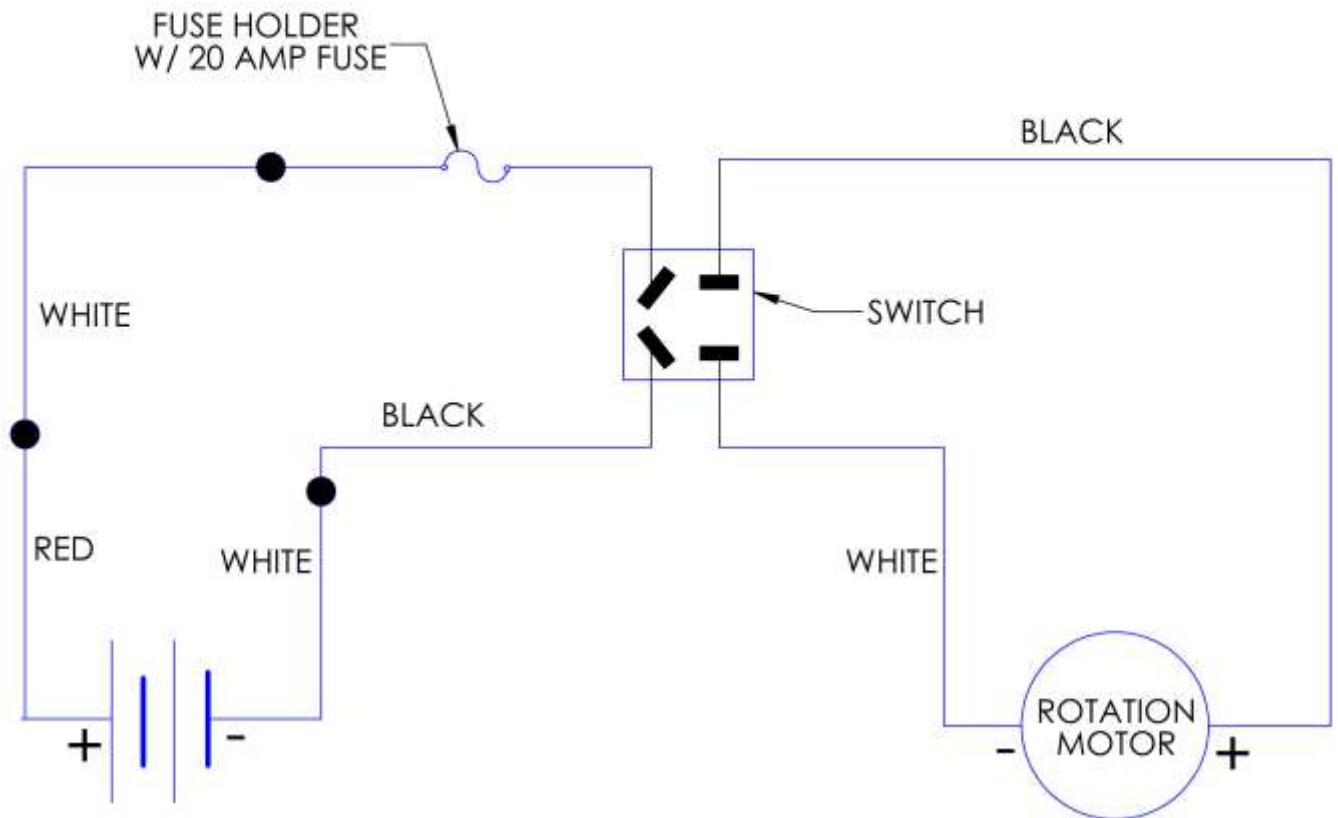 FUSE HOLDER
W/ 20 AMP FUSE
BLACK
WHITE
SWITCH
BLACK
RED
WHITE
WHITE
ROTATION
MOTOR
+
-
-
+